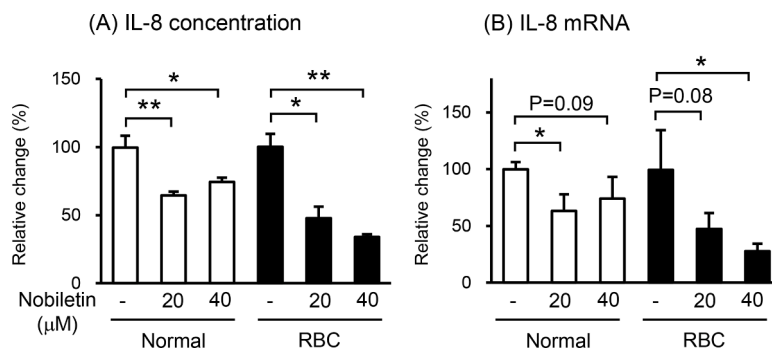 (A) IL-8 concentration
(B) IL-8 mRNA
Relative change (%)
150
100
50
0
**
*
*
**
Relative change (%)
150
100
50
0
*
P=0.09
P=0.08
*
Nobiletin
(μM)
- 20 40 - 20 40
Normal RBC
- 20 40 - 20 40
Normal RBC